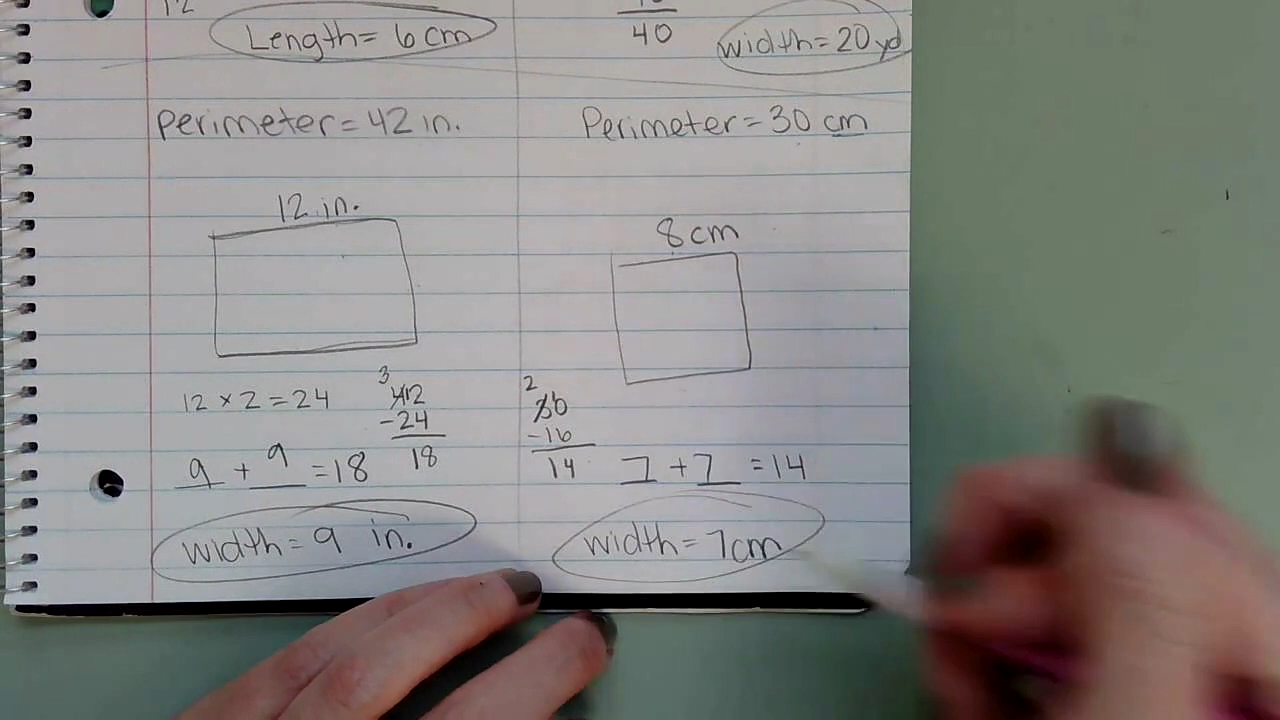 12
Length = 6 cm
40
width = 20 yd
Perimeter = 42 in.
12 in.
12 × 2 = 24
3
412
- 24
18
9 + 9 = 18
width = 9 in.
Perimeter = 30 cm
8 cm
2
30
- 16
14
7 + 7 = 14
width = 7cm